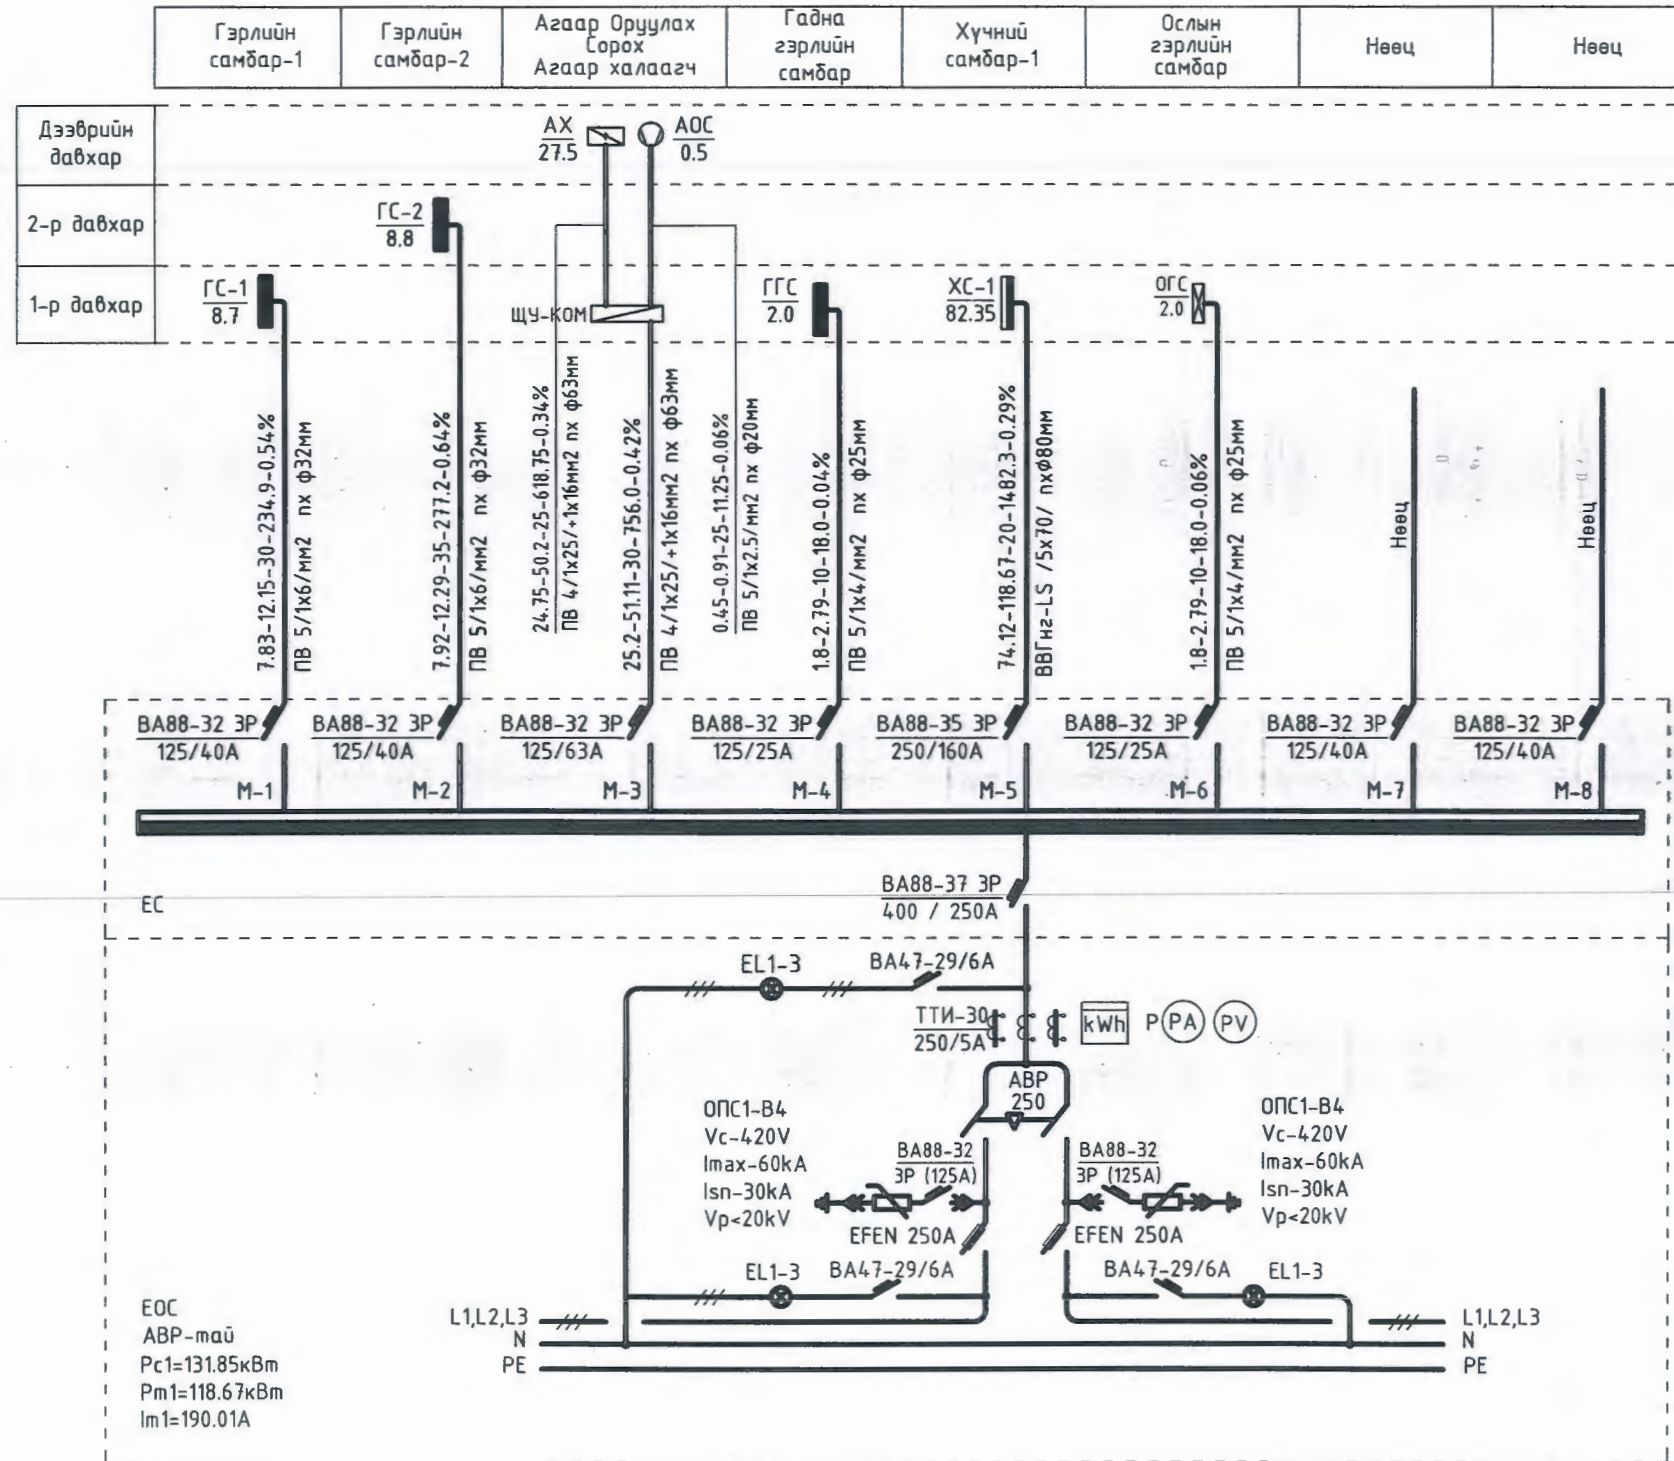 Гэрлийн
самбар-1
Гэрлийн
самбар-2
Агаар Оруулах
Сорох
Агаар халаагч
Гадна
гэрлийн
самбар
Хүчний
самбар-1
Ослын
гэрлийн
самбар
Нөөц
Нөөц
Дээврийн
давхар
2-р давхар
1-р давхар
АХ
27.5
АОС
0.5
ГС-2
8.8
ГС-1
8.7
ЩУ-КОМ
ГГС
2.0
ХС-1
82.35
ОГС
2.0
7.83-12.15-30-234.9-0.54%
ПВ 5/1х6/мм2 пх ф32мм
7.92-12.29-35-277.2-0.64%
ПВ 5/1х6/мм2 пх ф32мм
24.75-50.2-25-618.75-0.34%
ПВ 4/1х25/+1х16мм2 пх ф63мм
25.2-51.11-30-756.0-0.42%
ПВ 4/1х25/+1х16мм2 пх ф63мм
0.45-0.91-25-11.25-0.06%
ПВ 5/1х2.5/мм2 пх ф20мм
1.8-2.79-10-18.0-0.04%
ПВ 5/1х4/мм2 пх ф25мм
74.12-118.67-20-1482.3-0.29%
ВВГнг-LS /5х70/ пхØ80мм
1.8-2.79-10-18.0-0.06%
ПВ 5/1х4/мм2 пх ф25мм
Нөөц
Нөөц
ВА88-32 3Р
125/40А
ВА88-32 3Р
125/40А
ВА88-32 3Р
125/63А
ВА88-32 3Р
125/25А
ВА88-35 3Р
250/160А
ВА88-32 3Р
125/25А
ВА88-32 3Р
125/40А
ВА88-32 3Р
125/40А
М-1
М-2
М-3
М-4
М-5
М-6
М-7
М-8
ВА88-37 3Р
400 / 250А
ЕС
EL1-3
ВА47-29/6А
ТТИ-30
250/5А
kWh
P
PA
PV
АВР
250
ОПС1-В4
Vc-420V
Imax-60kA
Isn-30kA
Vp<20kV
ВА88-32
3Р (125А)
ВА88-32
3Р (125А)
ОПС1-В4
Vc-420V
Imax-60kA
Isn-30kA
Vp<20kV
EFEN 250A
EFEN 250A
EL1-3
ВА47-29/6А
ВА47-29/6А
EL1-3
ЕОС
АВР-тай
Рс1=131.85кВт
Рт1=118.67кВт
Iт1=190.01А
L1,L2,L3
N
PE
L1,L2,L3
N
PE